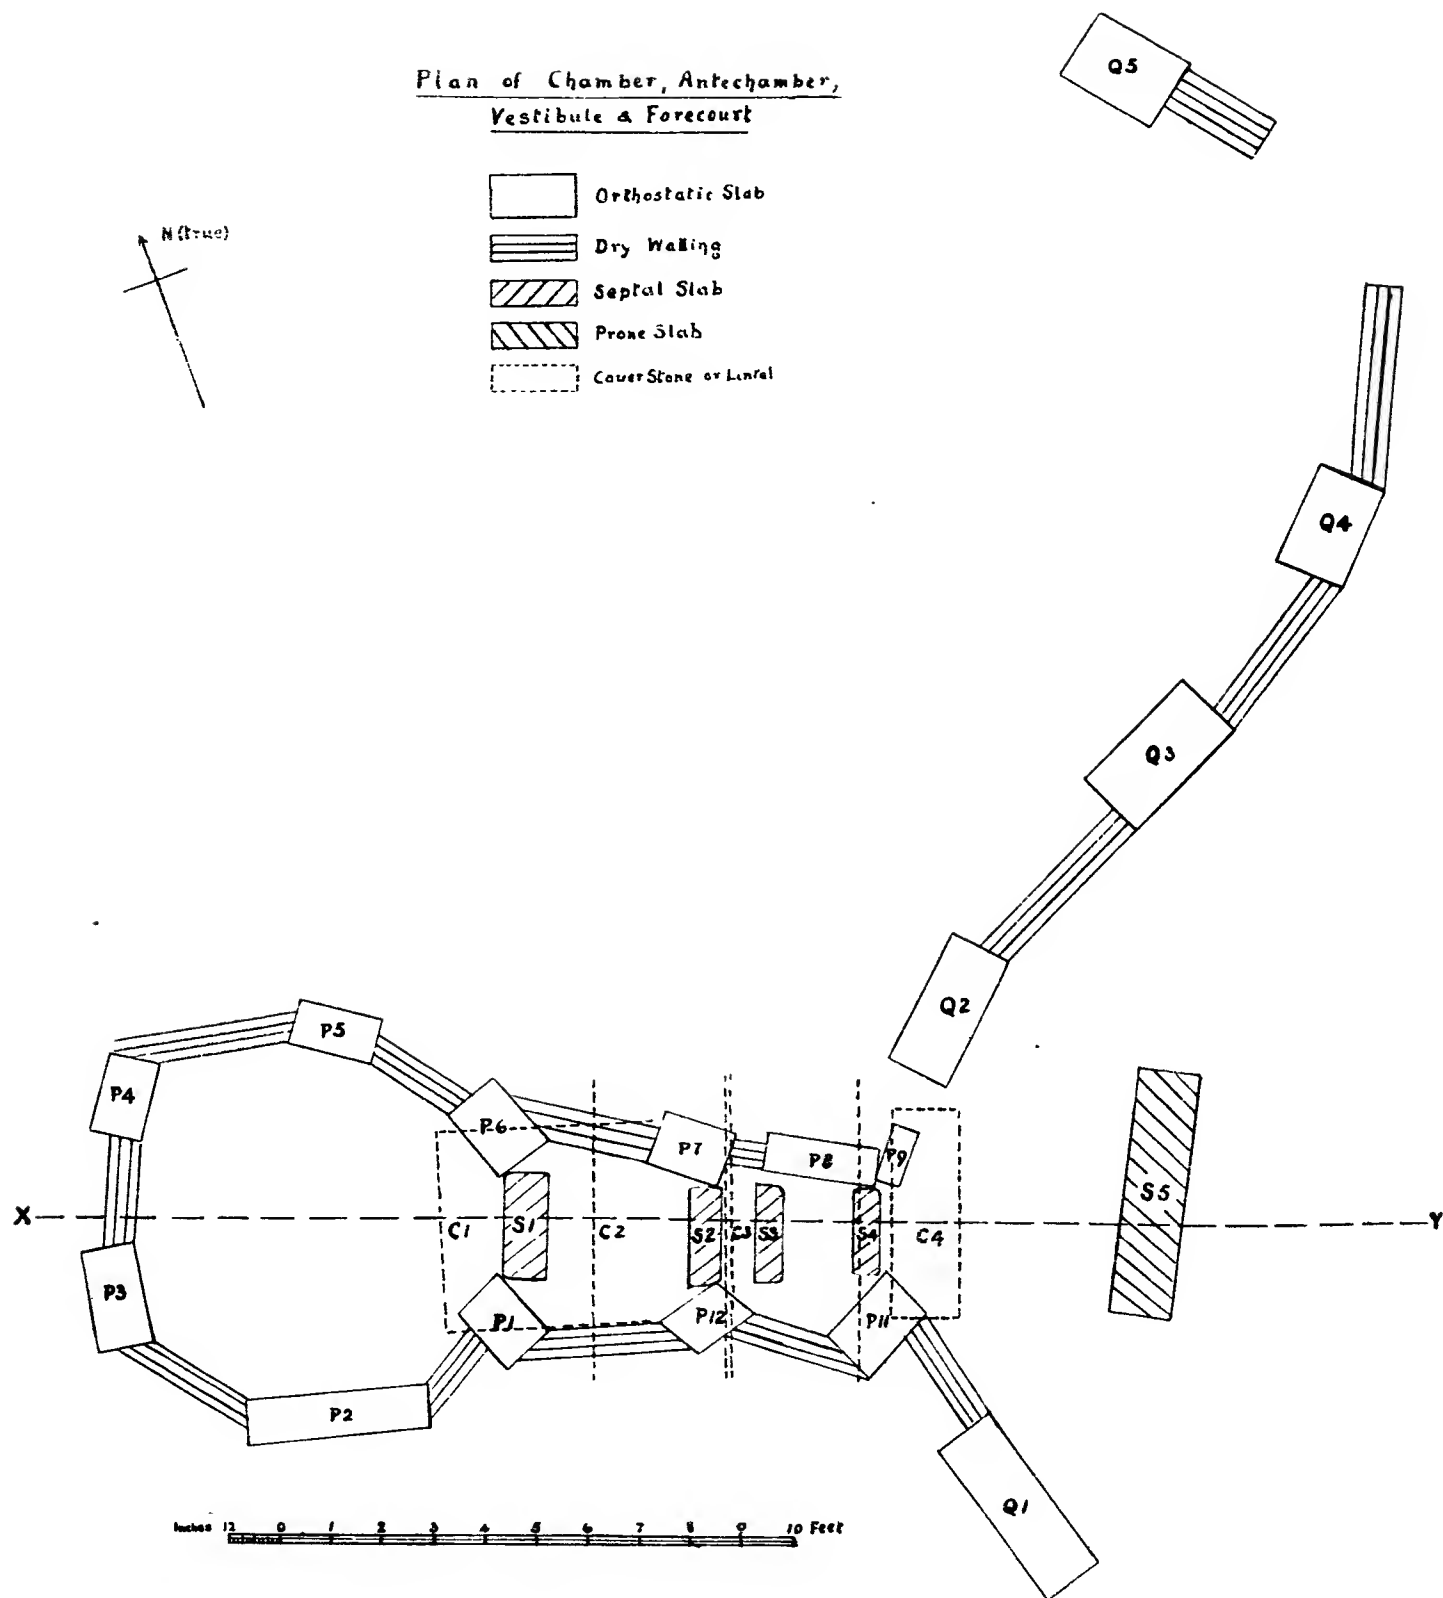 Plan of Chamber, Antechamber,
Vestibule & Forecourt
Orthostatic Slab
Dry Walling
Septal Slab
Prone Slab
Cover Stone or Lintel
N (true)
Q5
Q4
Q3
Q2
P5
P4
P6
P7
P8
P9
S5
X
C1
S1
C2
S2
C3
S3
S4
C4
Y
P3
P1
P12
P11
P2
Q1
Inches 12 0 1 2 3 4 5 6 7 8 9 10 Feet